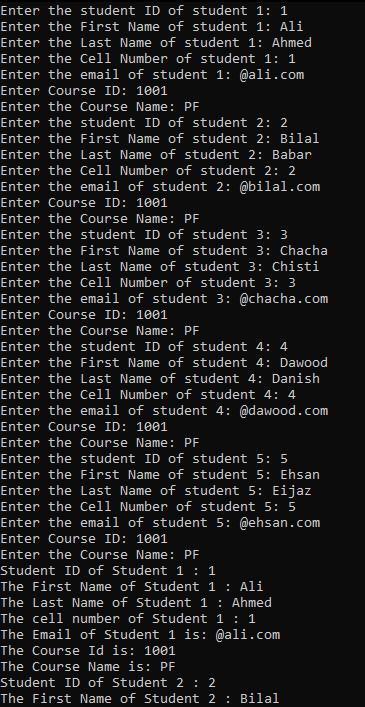 Enter the student ID of student 1: 1
Enter the First Name of student 1: Ali
Enter the Last Name of student 1: Ahmed
Enter the Cell Number of student 1: 1
Enter the email of student 1: @ali.com
Enter Course ID: 1001
Enter the Course Name: PF
Enter the student ID of student 2: 2
Enter the First Name of student 2: Bilal
Enter the Last Name of student 2: Babar
Enter the Cell Number of student 2: 2
Enter the email of student 2: @bilal.com
Enter Course ID: 1001
Enter the Course Name: PF
Enter the student ID of student 3: 3
Enter the First Name of student 3: Chacha
Enter the Last Name of student 3: Chisti
Enter the Cell Number of student 3: 3
Enter the email of student 3: @chacha.com
Enter Course ID: 1001
Enter the Course Name: PF
Enter the student ID of student 4: 4
Enter the First Name of student 4: Dawood
Enter the Last Name of student 4: Danish
Enter the Cell Number of student 4: 4
Enter the email of student 4: @dawood.com
Enter Course ID: 1001
Enter the Course Name: PF
Enter the student ID of student 5: 5
Enter the First Name of student 5: Ehsan
Enter the Last Name of student 5: Eijaz
Enter the Cell Number of student 5: 5
Enter the email of student 5: @ehsan.com
Enter Course ID: 1001
Enter the Course Name: PF
Student ID of Student 1 : 1
The First Name of Student 1 : Ali
The Last Name of Student 1 : Ahmed
The cell number of Student 1 : 1
The Email of Student 1 is: @ali.com
The Course Id is: 1001
The Course Name is: PF
Student ID of Student 2 : 2
The First Name of Student 2 : Bilal